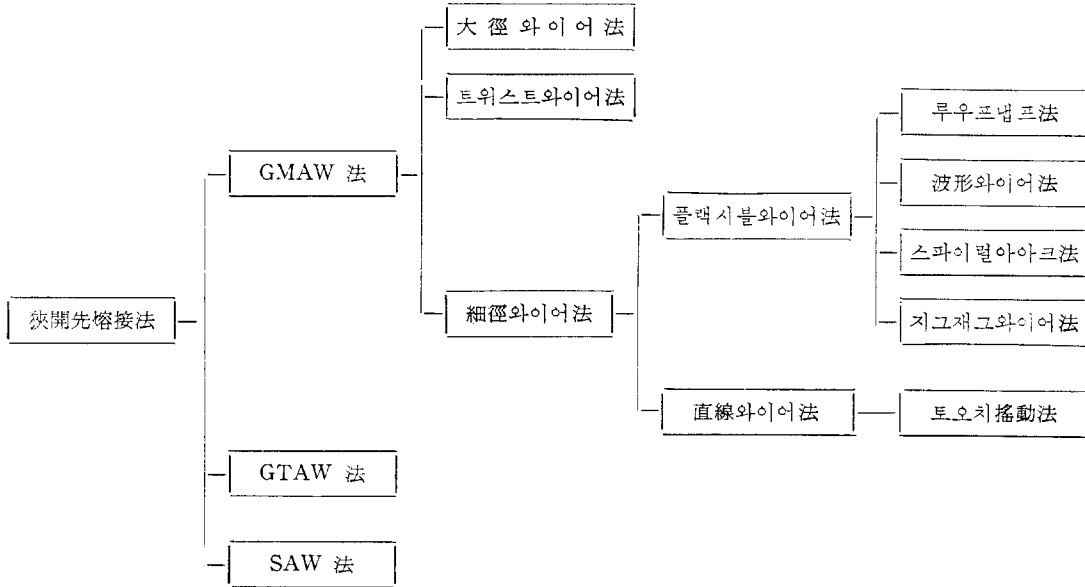 大徑와이어法
트위스트와이어法
루우프냅프法
GMAW 法
波形와이어法
플랙시블와이어法
스파이럴아아크法
狹開先熔接法
細徑와이어法
지그재그와이어法
直線와이어法
토오치搖動法
GTAW 法
SAW 法